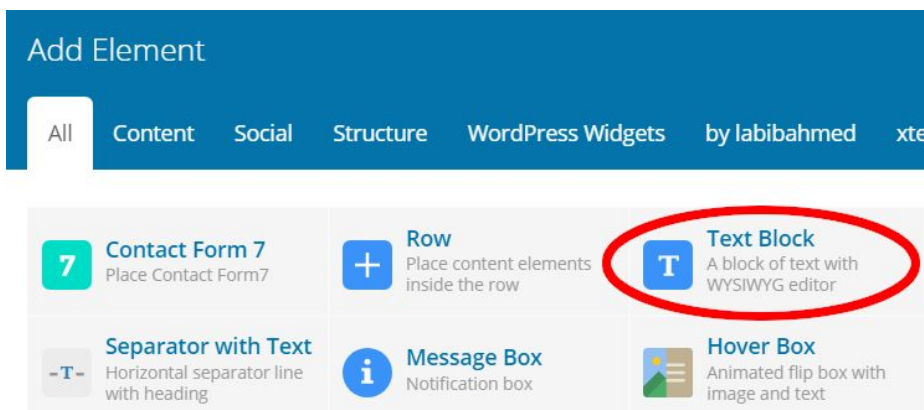 Add Element
All Content Social Structure WordPress Widgets by labibahmed xte
7 Contact Form 7
Place Contact Form7
Row
Place content elements
inside the row
T Text Block
A block of text with
WYSIWYG editor
-T- Separator with Text
Horizontal separator line
with heading
i Message Box
Notification box
Hover Box
Animated flip box with
image and text